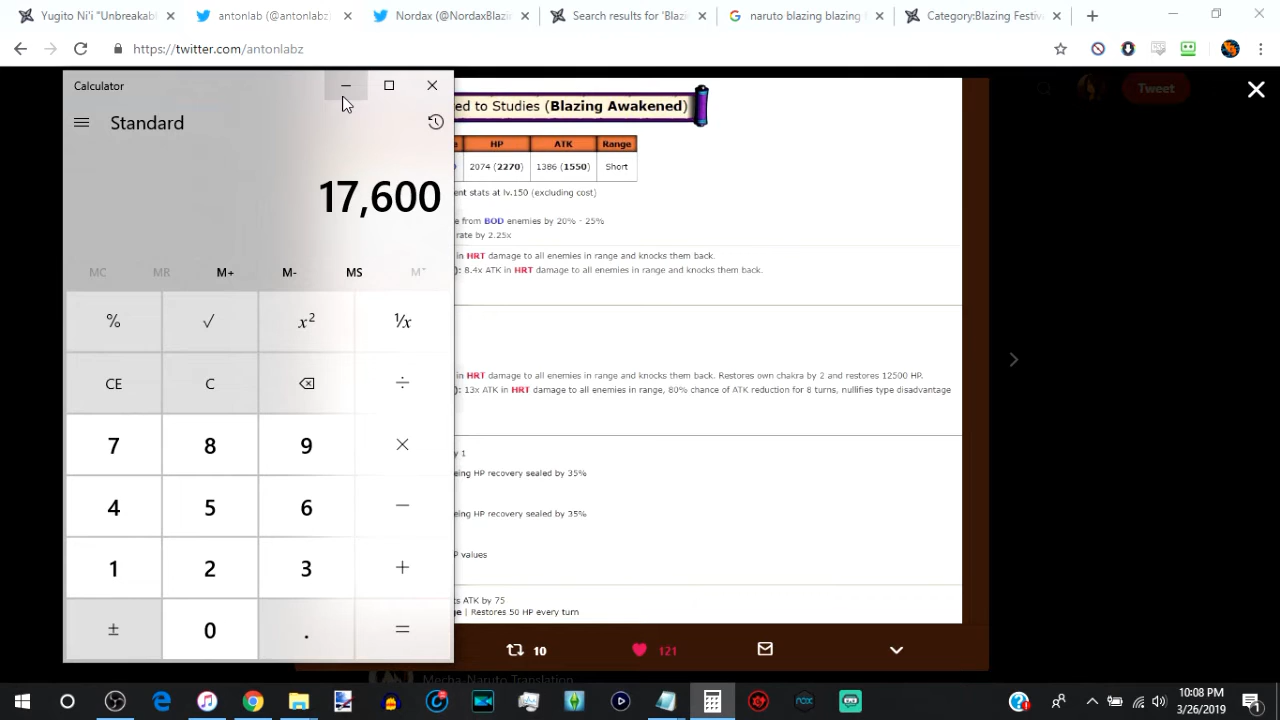 Yugito Ni'i "Unbreakabl
antonlab (@antonlabz)
Nordax (@NordaxBlazin
Search results for 'Blazi
naruto blazing blazing
Category:Blazing Festiv
https://twitter.com/antonlabz
Calculator
Standard
17,600
MC MR M+ M- MS
% √ x² ¹/x
CE C ÷
7 8 9 ×
4 5 6 −
1 2 3 +
± 0 . =
Tweet
ed to Studies (Blazing Awakened)
e HP ATK Range
2074 (2270) 1386 (1550) Short
ent stats at lv.150 (excluding cost)
e from BOD enemies by 20% - 25%
rate by 2.25x
in HRT damage to all enemies in range and knocks them back.
): 8.4x ATK in HRT damage to all enemies in range and knocks them back.
in HRT damage to all enemies in range and knocks them back. Restores own chakra by 2 and restores 12500 HP.
): 13x ATK in HRT damage to all enemies in range, 80% chance of ATK reduction for 8 turns, nullifies type disadvantage
y 1
eing HP recovery sealed by 35%
eing HP recovery sealed by 35%
P values
ts ATK by 75
ge | Restores 50 HP every turn
10 121
Mecha-Naruto Translation
10:08 PM
3/26/2019